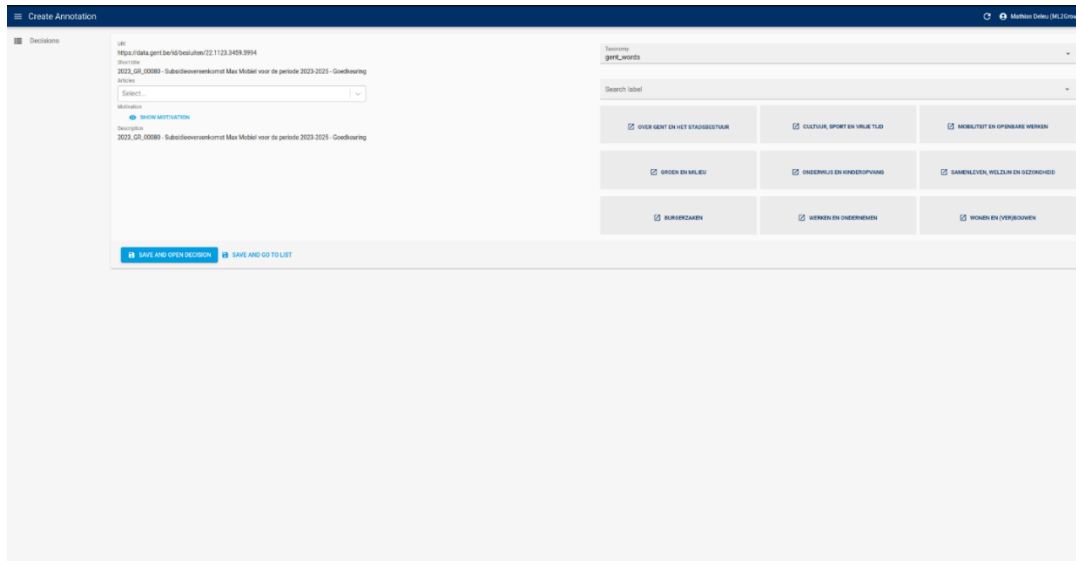 Create Annotation
Mathias Deleu (ML2Grow
Decisions
URI
https://data.gent.be/id/besluiten/22.1123.3459.5994
Shorttitle
2023_GR_00080 - Subsidieovereenkomst Max Mobiel voor de periode 2023-2025 - Goedkeuring
Articles
Select...
Motivation
SHOW MOTIVATION
Description
2023_GR_00080 - Subsidieovereenkomst Max Mobiel voor de periode 2023-2025 - Goedkeuring
Taxonomy
gent_words
Search label
OVER GENT EN HET STADSBESTUUR
CULTUUR, SPORT EN VRIJE TIJD
MOBILITEIT EN OPENBARE WERKEN
GROEN EN MILIEU
ONDERWIJS EN KINDEROPVANG
SAMENLEVEN, WELZIJN EN GEZONDHEID
BURGERZAKEN
WERKEN EN ONDERNEMEN
WONEN EN (VER)BOUWEN
SAVE AND OPEN DECISION
SAVE AND GO TO LIST